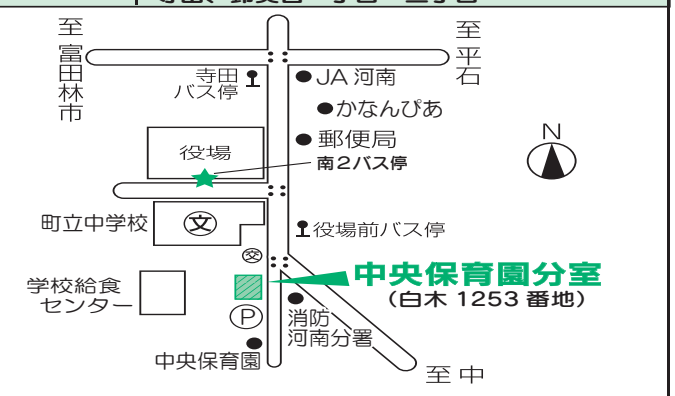 至富田林市
至平石
寺田
バス停
JA 河南
かなんぴあ
郵便局
南2バス停
役場
N
町立中学校
文
役場前バス停
交
中央保育園分室
(白木 1253 番地)
学校給食
センター
P
消防
河南分署
中央保育園
至 中